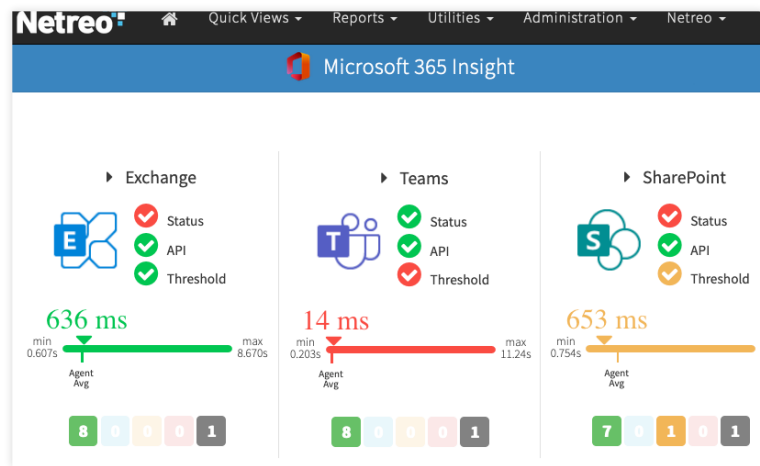 Netreo Quick Views Reports Utilities Administration Netreo
Microsoft 365 Insight
Exchange
E
Status
API
Threshold
636 ms
min
0.607s
max
8.670s
Agent
Avg
8 0 0 0 1
Teams
T
Status
API
Threshold
14 ms
min
0.203s
max
11.24s
Agent
Avg
8 0 0 0 1
SharePoint
S
Status
API
Threshold
653 ms
min
0.754s
Agent
Avg
7 0 1 0 1